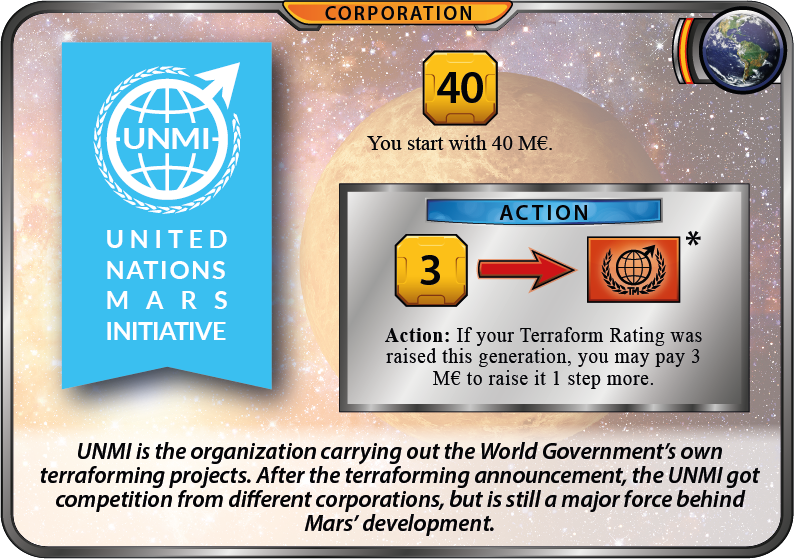 CORPORATION
UNMI
UNITED
NATIONS
MARS
INITIATIVE
40
You start with 40 M€.
ACTION
3
*
TM
Action: If your Terraform Rating was
raised this generation, you may pay 3
M€ to raise it 1 step more.
UNMI is the organization carrying out the World Government's own
terraforming projects. After the terraforming announcement, the UNMI got
competition from different corporations, but is still a major force behind
Mars' development.